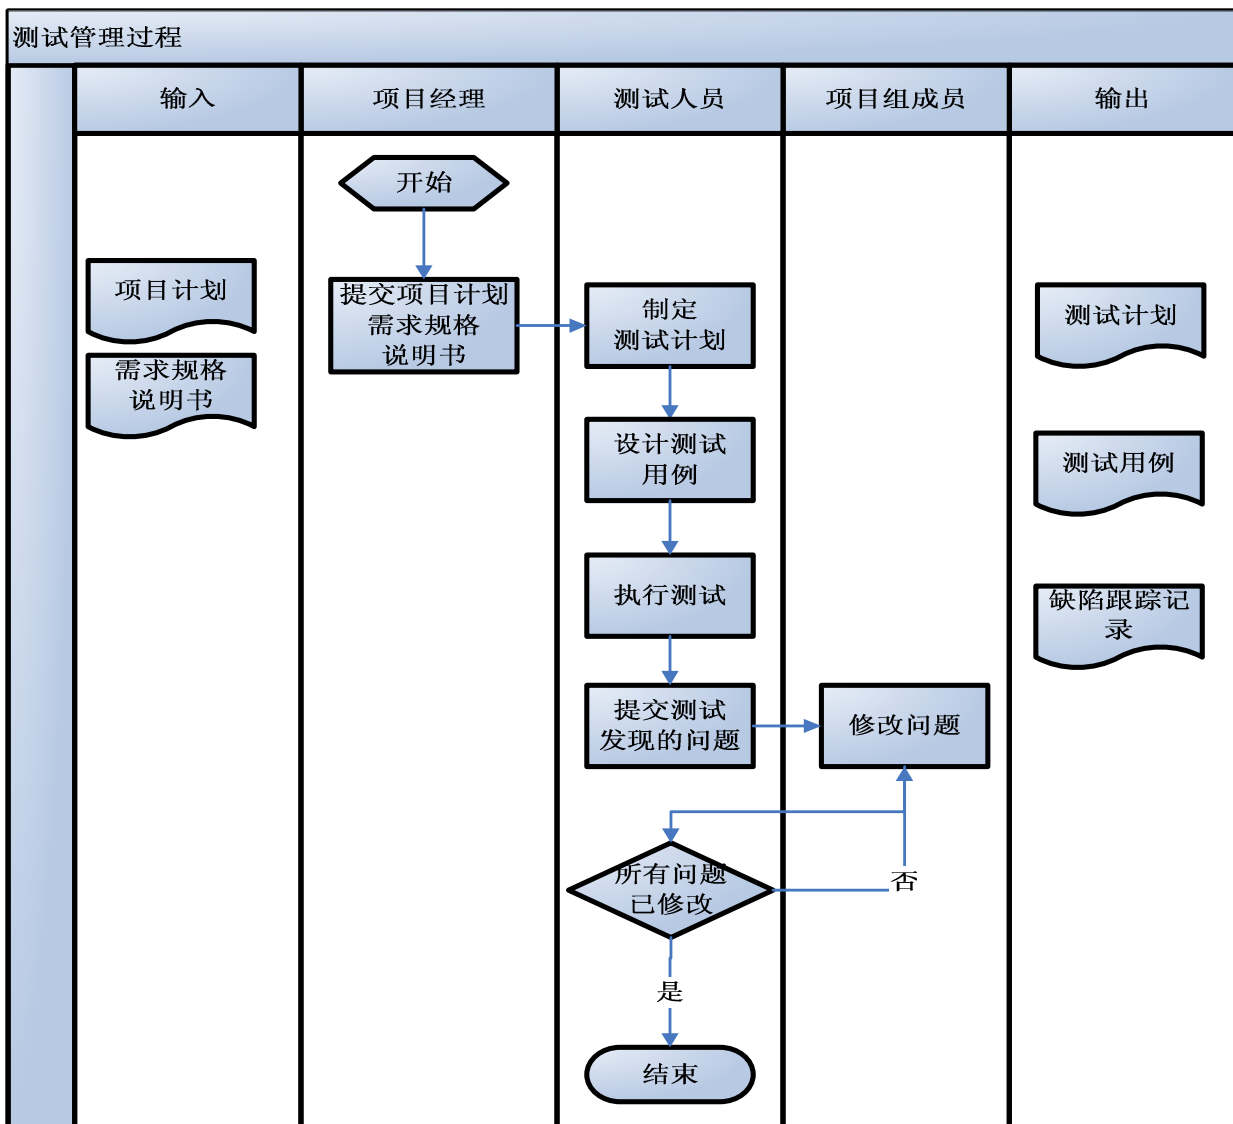 测试管理过程
输入
项目经理
测试人员
项目组成员
输出
开始
项目计划
需求规格
说明书
提交项目计划
需求规格
说明书
制定
测试计划
设计测试
用例
执行测试
提交测试
发现的问题
修改问题
所有问题
已修改
否
是
结束
测试计划
测试用例
缺陷跟踪记
录